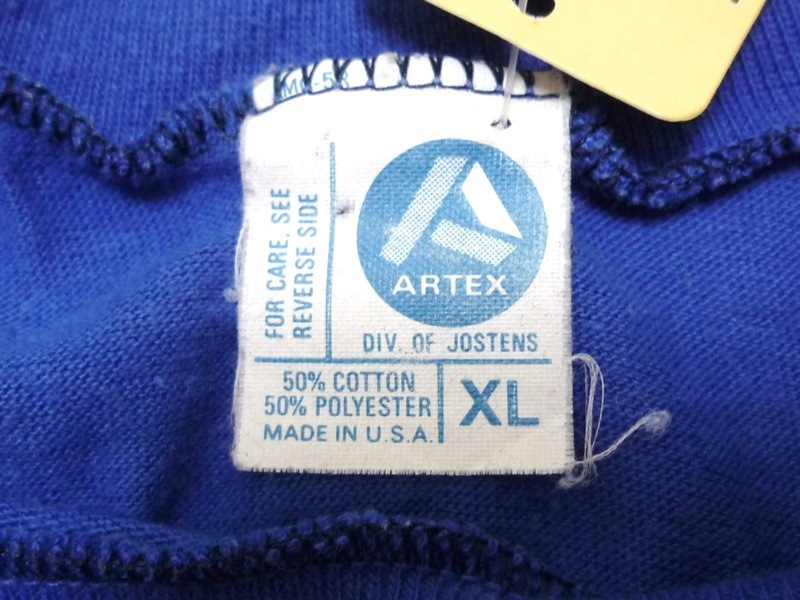 FOR CARE, SEE
REVERSE SIDE
ARTEX
DIV. OF JOSTENS
50% COTTON
50% POLYESTER
MADE IN U.S.A.
XL